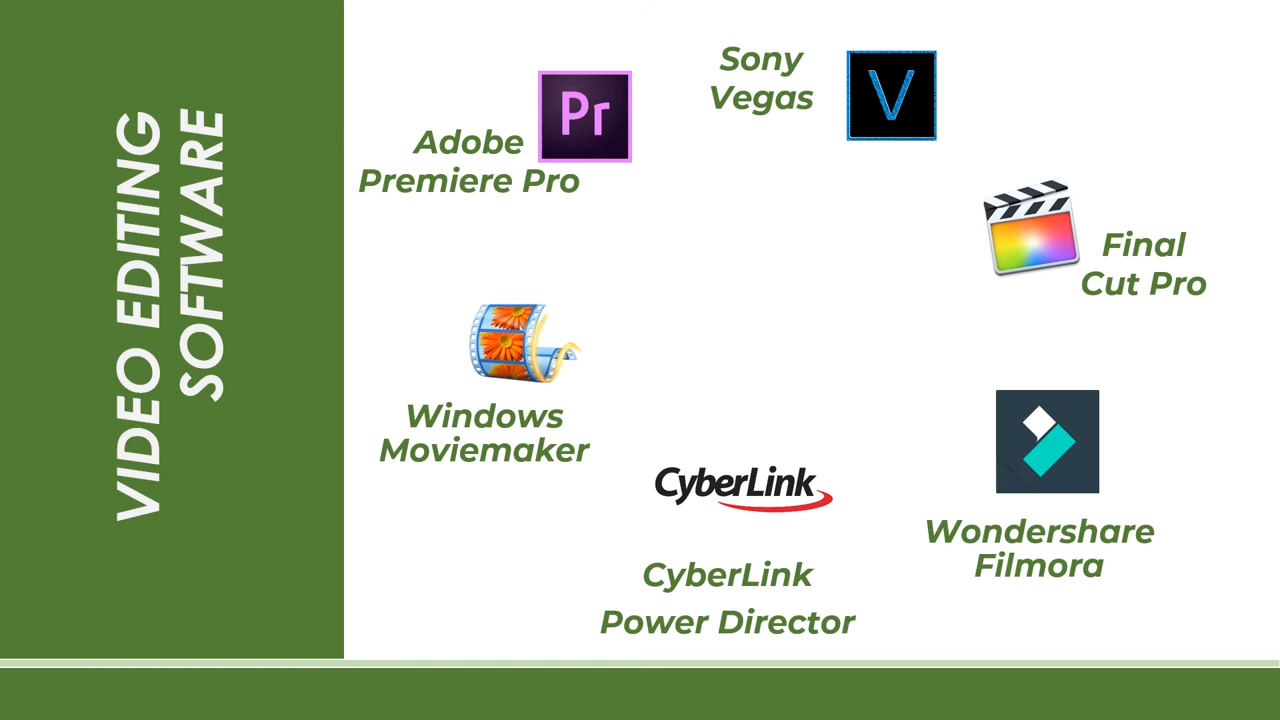 VIDEO EDITING
SOFTWARE
Adobe
Premiere Pro
Pr
Sony
Vegas
V
Final
Cut Pro
Windows
Moviemaker
CyberLink
CyberLink
Power Director
Wondershare
Filmora